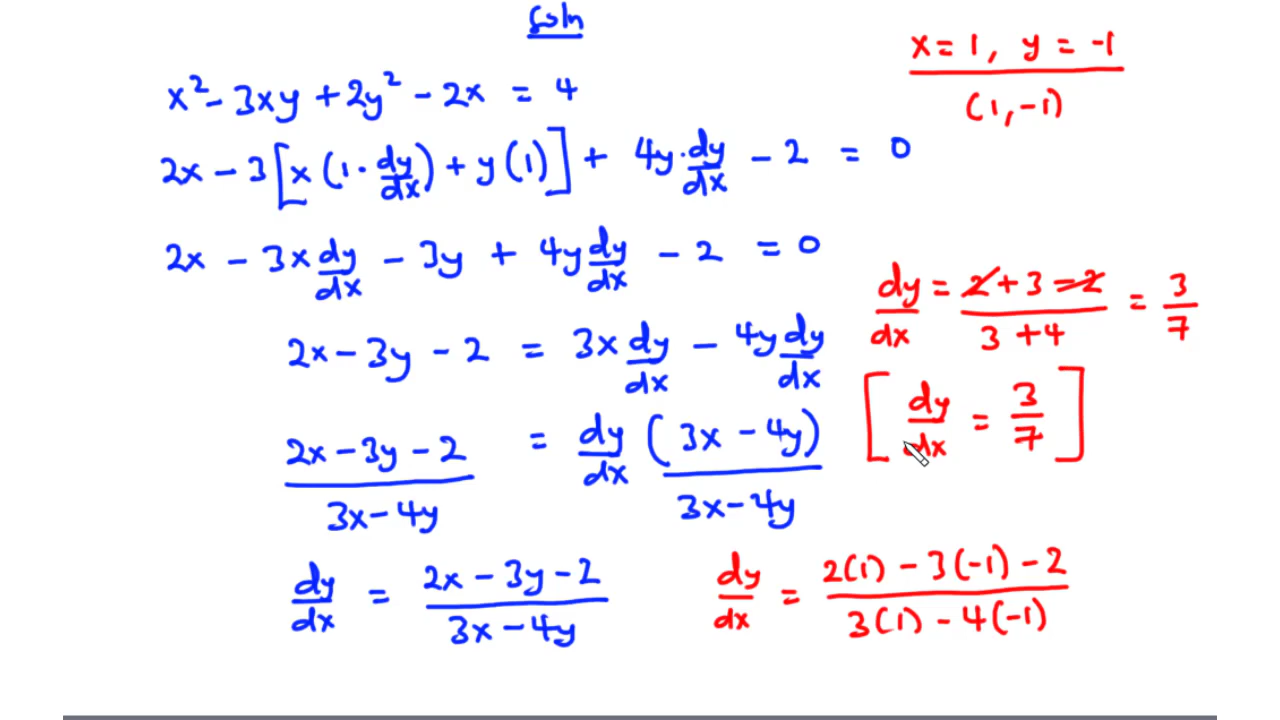 soln
x² - 3xy + 2y² - 2x = 4
x = 1, y = -1
(1, -1)
2x - 3[x(1·dy/dx) + y(1)] + 4y·dy/dx - 2 = 0
2x - 3x dy/dx - 3y + 4y dy/dx - 2 = 0
2x - 3y - 2 = 3x dy/dx - 4y dy/dx
(2x - 3y - 2)/(3x - 4y) = dy/dx (3x - 4y)/(3x - 4y)
dy/dx = (2x - 3y - 2)/(3x - 4y)
dy/dx = (2(1) - 3(-1) - 2)/(3(1) - 4(-1))
dy/dx = (2 + 3 - 2)/(3 + 4) = 3/7
[dy/dx = 3/7]